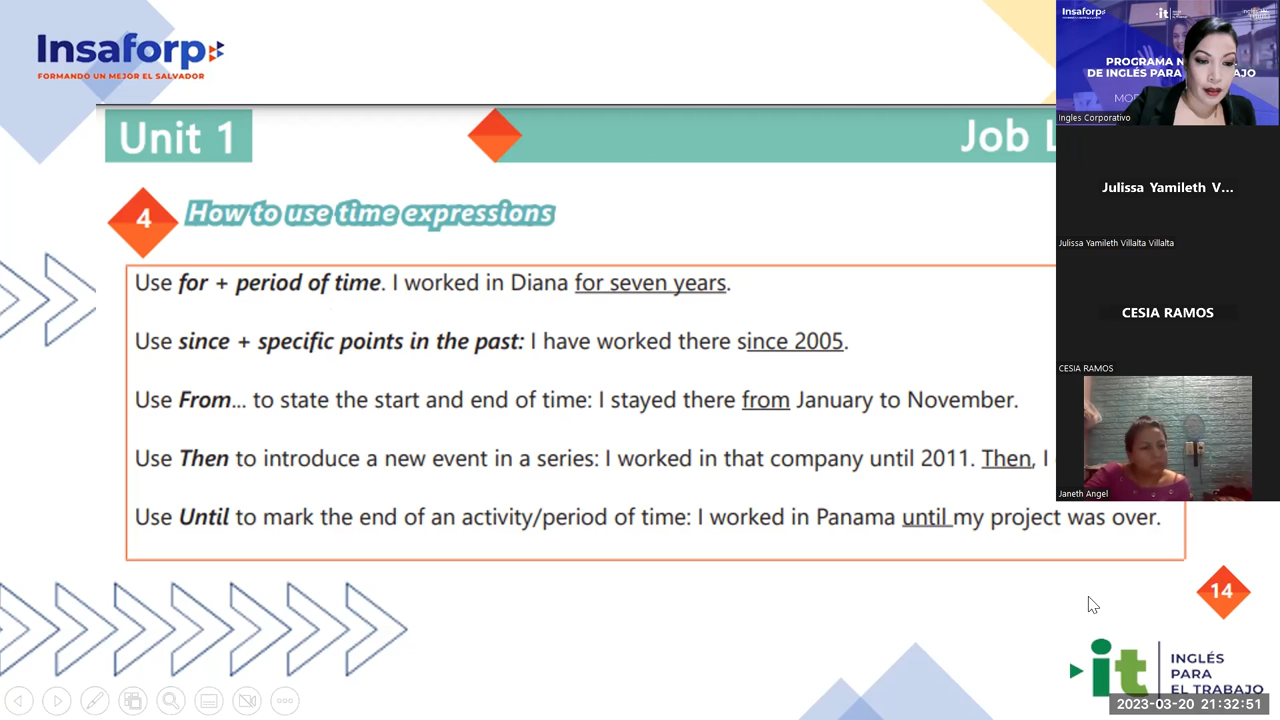 Insaforp
FORMANDO UN MEJOR EL SALVADOR
Unit 1
Job L
4
How to use time expressions
Use for + period of time. I worked in Diana for seven years.
Use since + specific points in the past: I have worked there since 2005.
Use From... to state the start and end of time: I stayed there from January to November.
Use Then to introduce a new event in a series: I worked in that company until 2011. Then, I
Use Until to mark the end of an activity/period of time: I worked in Panama until my project was over.
14
it
INGLÉS
PARA
EL TRABAJO
2023-03-20 21:32:51
Insaforp
it
PROGRAMA N
DE INGLÉS PARA AJO
Ingles Corporativo
Julissa Yamileth V...
Julissa Yamileth Villalta Villalta
CESIA RAMOS
CESIA RAMOS
Janeth Angel